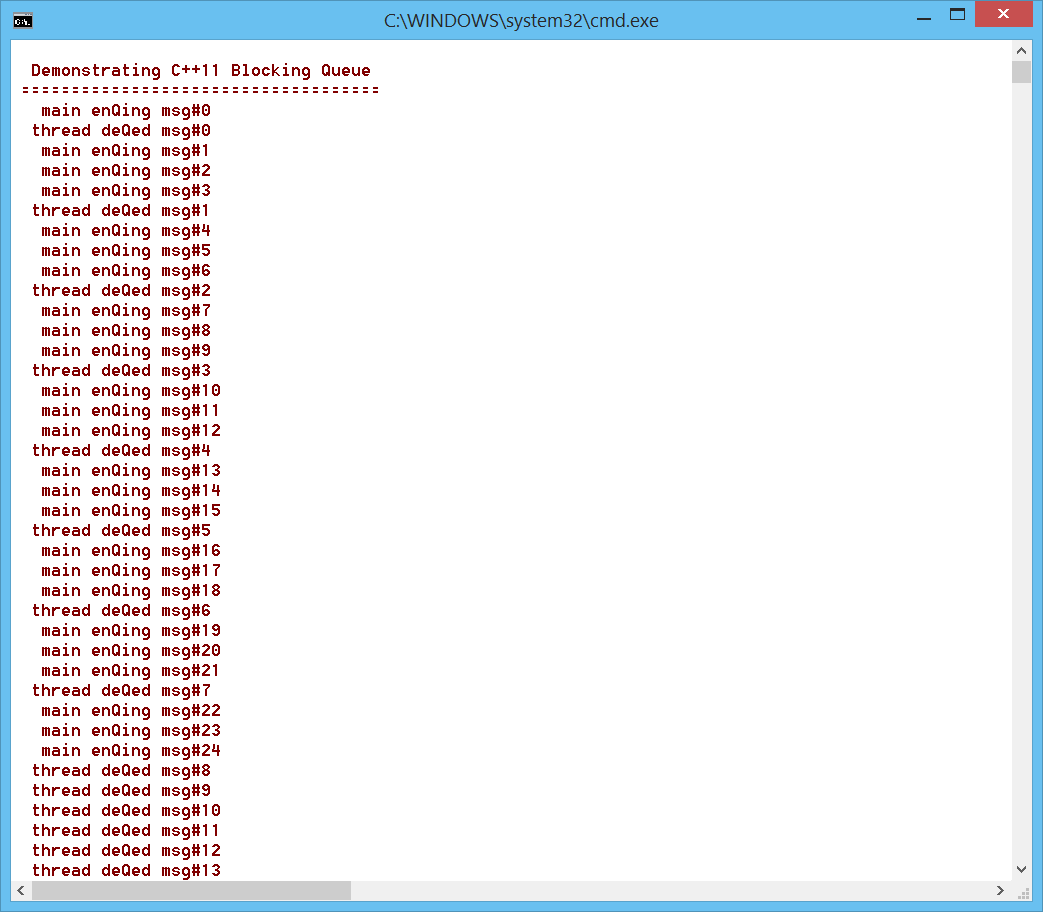 C:\WINDOWS\system32\cmd.exe
Demonstrating C++11 Blocking Queue
====================================
main enQing msg#0
thread deQed msg#0
main enQing msg#1
main enQing msg#2
main enQing msg#3
thread deQed msg#1
main enQing msg#4
main enQing msg#5
main enQing msg#6
thread deQed msg#2
main enQing msg#7
main enQing msg#8
main enQing msg#9
thread deQed msg#3
main enQing msg#10
main enQing msg#11
main enQing msg#12
thread deQed msg#4
main enQing msg#13
main enQing msg#14
main enQing msg#15
thread deQed msg#5
main enQing msg#16
main enQing msg#17
main enQing msg#18
thread deQed msg#6
main enQing msg#19
main enQing msg#20
main enQing msg#21
thread deQed msg#7
main enQing msg#22
main enQing msg#23
main enQing msg#24
thread deQed msg#8
thread deQed msg#9
thread deQed msg#10
thread deQed msg#11
thread deQed msg#12
thread deQed msg#13